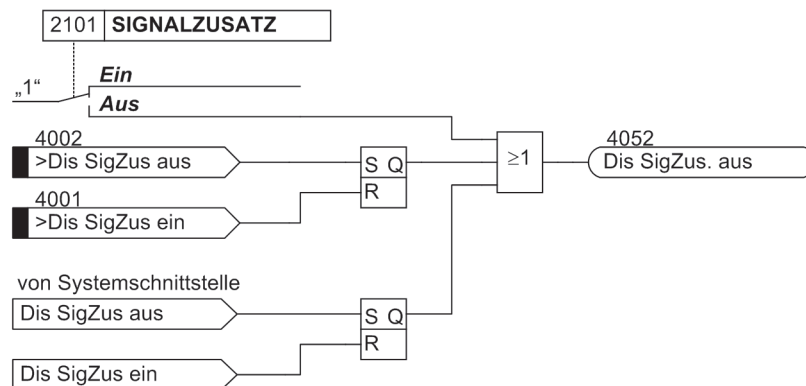 2101 SIGNALZUSATZ
„1“
Ein
Aus
4002
>Dis SigZus aus
4001
>Dis SigZus ein
S Q
R
≥1
4052
Dis SigZus. aus
von Systemschnittstelle
Dis SigZus aus
Dis SigZus ein
S Q
R